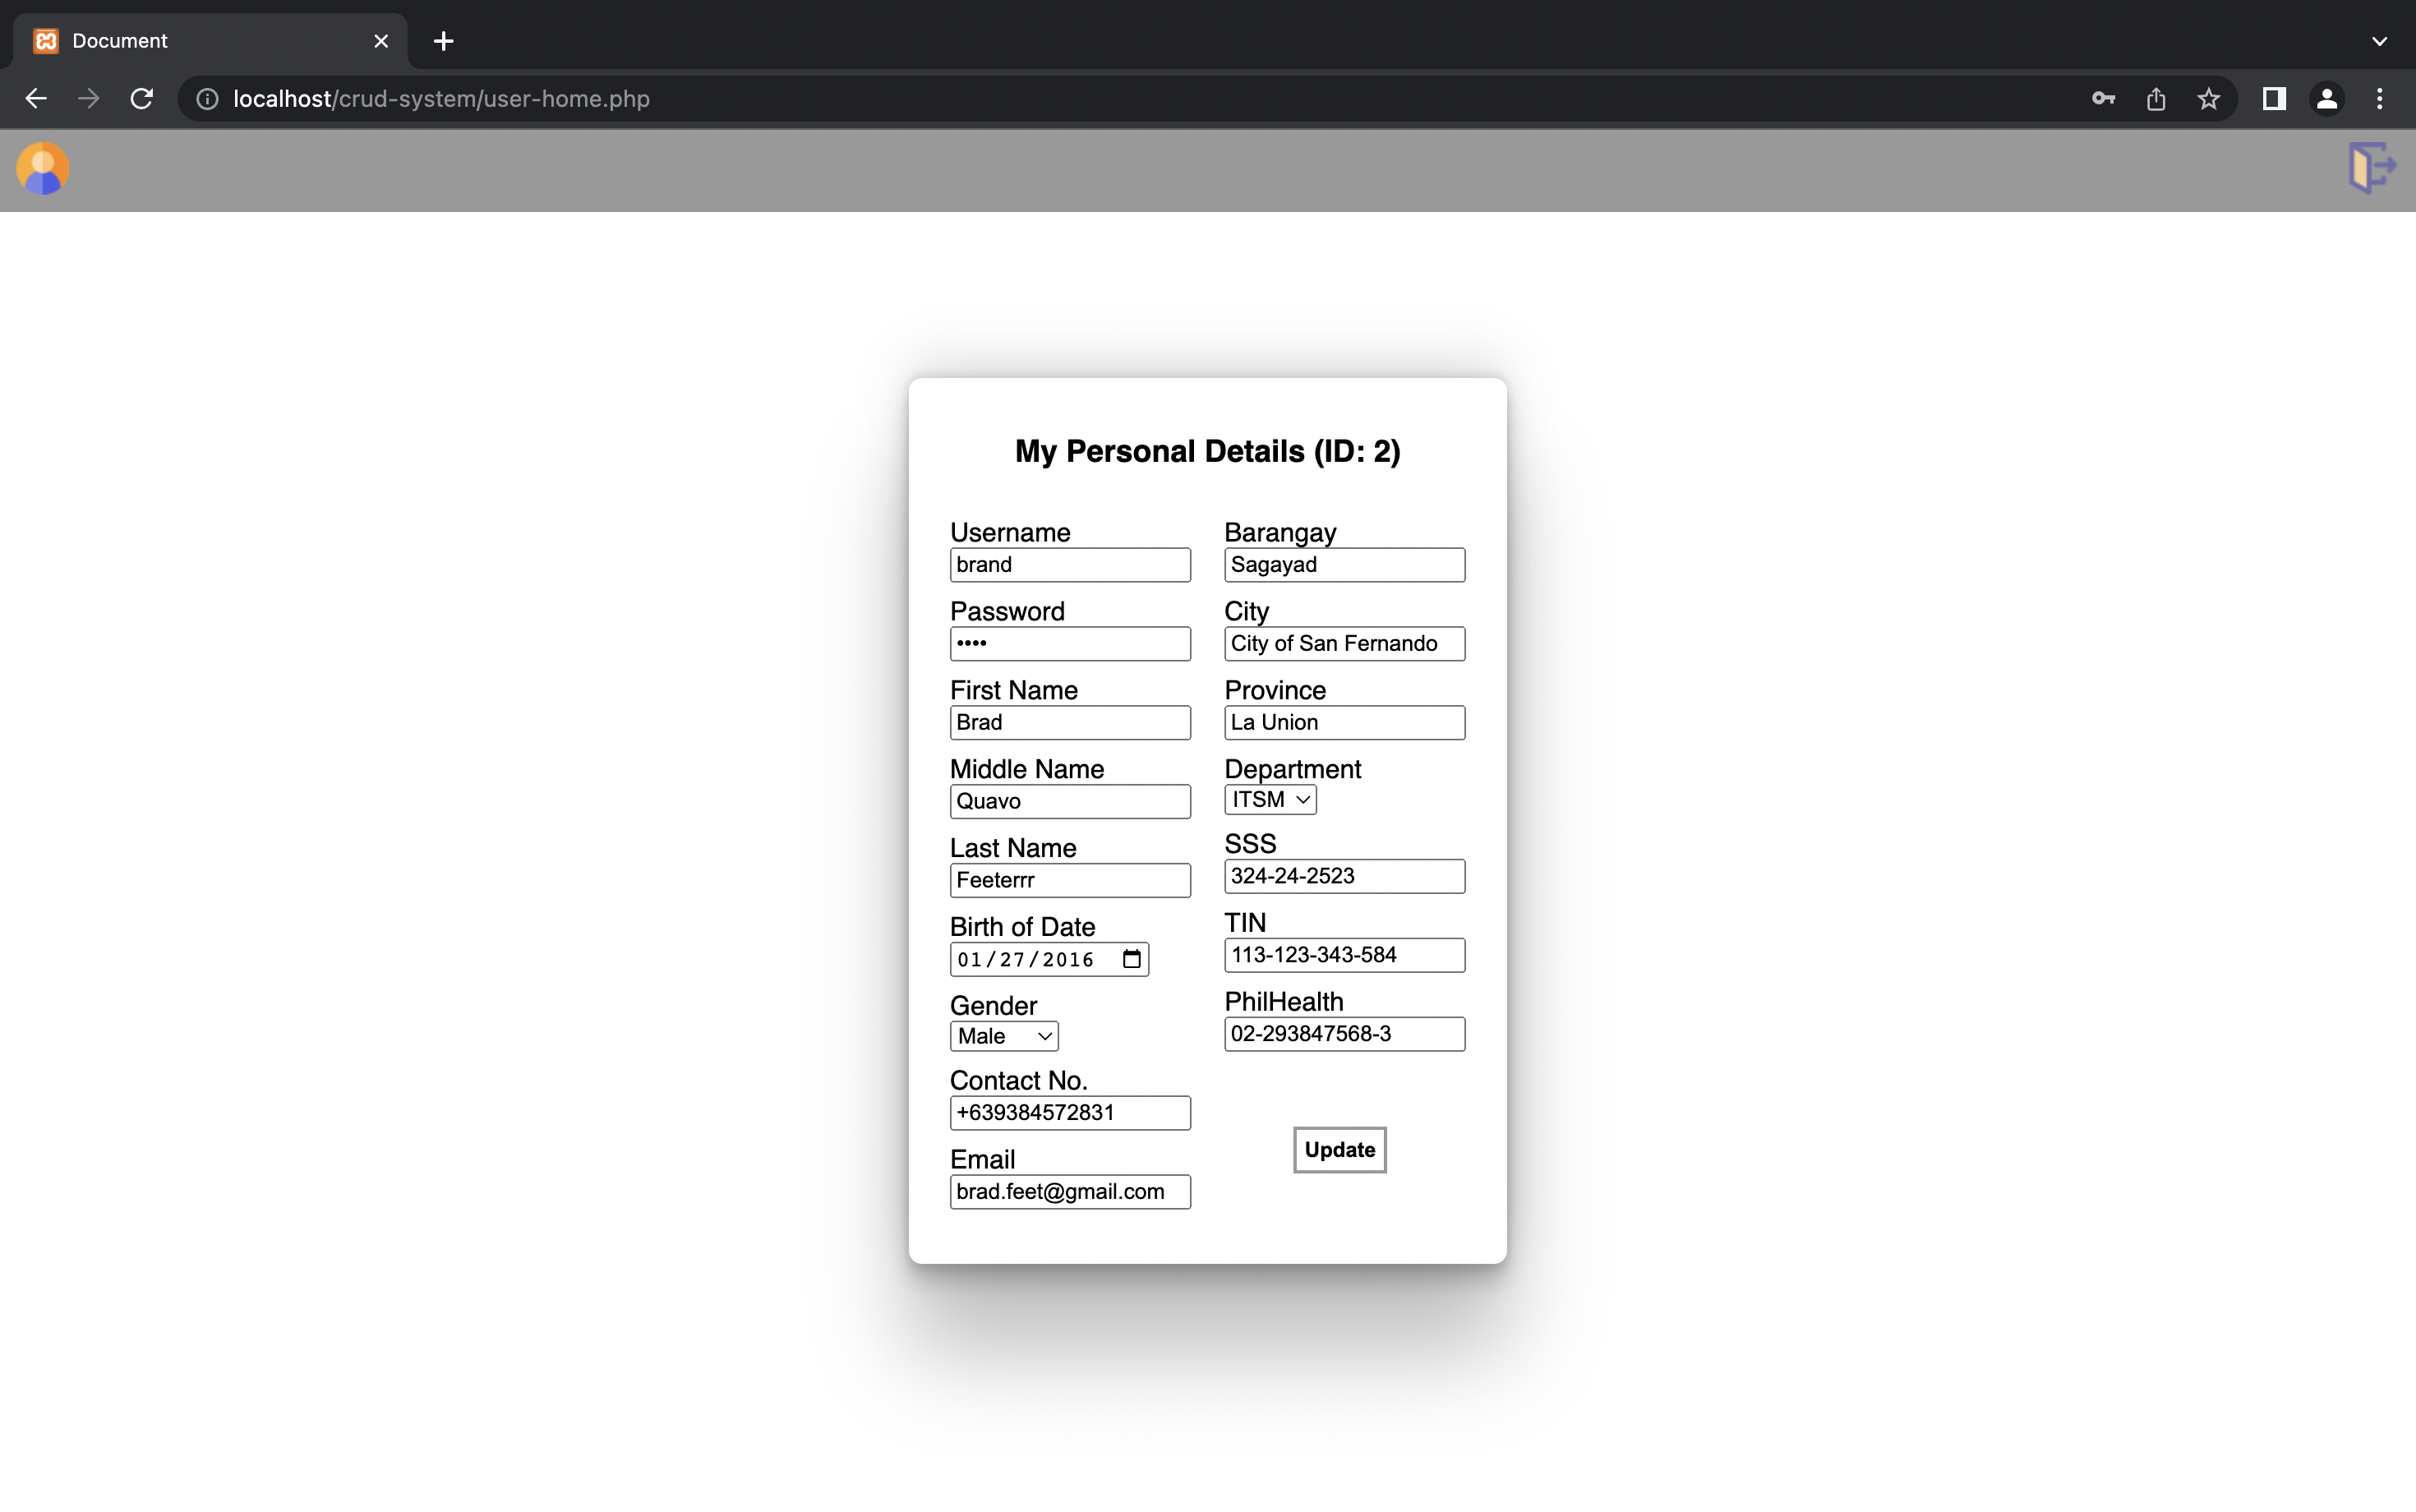 Document
localhost/crud-system/user-home.php
My Personal Details (ID: 2)
Username
brand
Password
••••
First Name
Brad
Middle Name
Quavo
Last Name
Feeterrr
Birth of Date
01/27/2016
Gender
Male
Contact No.
+639384572831
Email
brad.feet@gmail.com
Barangay
Sagayad
City
City of San Fernando
Province
La Union
Department
ITSM
SSS
324-24-2523
TIN
113-123-343-584
PhilHealth
02-293847568-3
Update